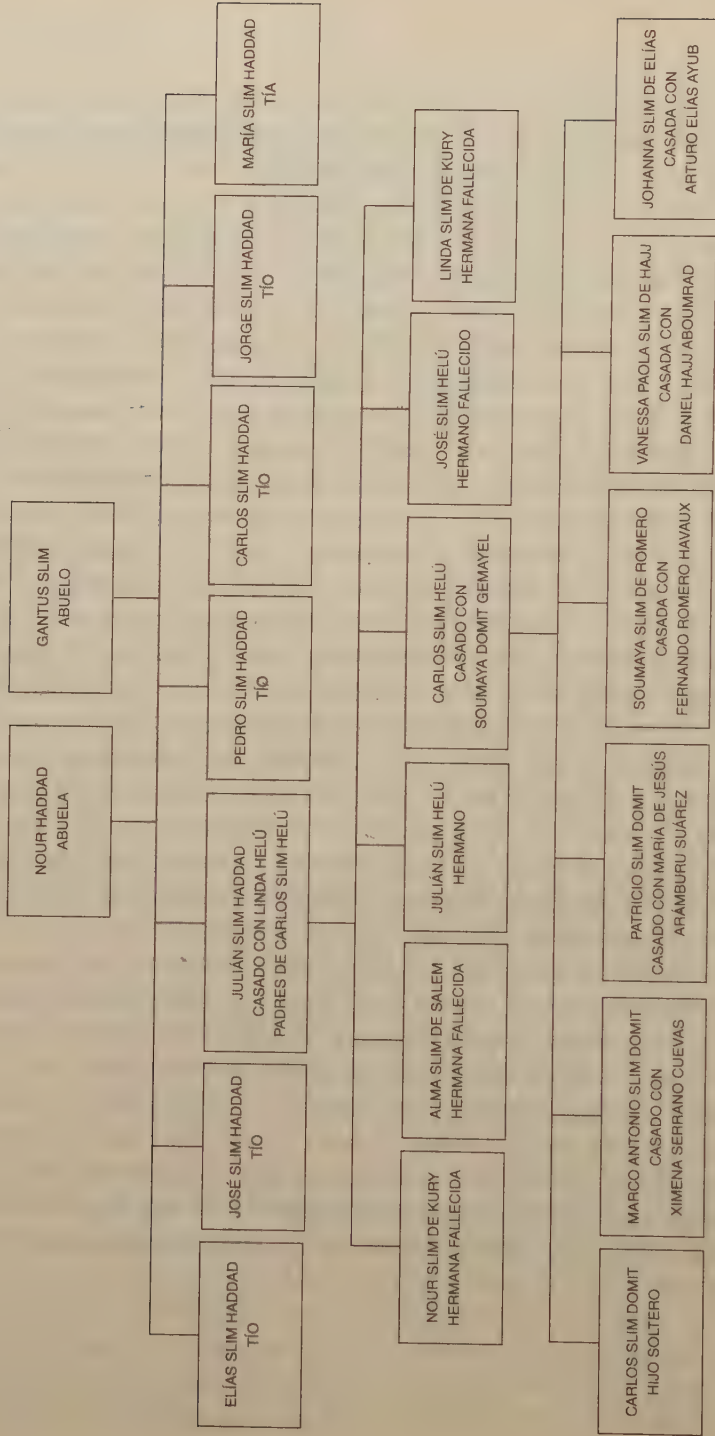 NOUR HADDAD
ABUELA
GANTUS SLIM
ABUELO
ELÍAS SLIM HADDAD
TÍO
JOSÉ SLIM HADDAD
TÍO
JULIÁN SLIM HADDAD
CASADO CON LINDA HELÚ
PADRES DE CARLOS SLIM HELÚ
PEDRO SLIM HADDAD
TÍO
CARLOS SLIM HADDAD
TÍO
JORGE SLIM HADDAD
TÍO
MARÍA SLIM HADDAD
TÍA
NOUR SLIM DE KURY
HERMANA FALLECIDA
ALMA SLIM DE SALEM
HERMANA FALLECIDA
JULIÁN SLIM HELÚ
HERMANO
CARLOS SLIM HELÚ
CASADO CON
SOUMAYA DOMIT GEMAYEL
JOSÉ SLIM HELÚ
HERMANO FALLECIDO
LINDA SLIM DE KURY
HERMANA FALLECIDA
CARLOS SLIM DOMIT
HIJO SOLTERO
MARCO ANTONIO SLIM DOMIT
CASADO CON
XIMENA SERRANO CUEVAS
PATRICIO SLIM DOMIT
CASADO CON MARÍA DE JESÚS
ARÁMBURU SUÁREZ
SOUMAYA SLIM DE ROMERO
CASADA CON
FERNANDO ROMERO HAVAUX
VANESSA PAOLA SLIM DE HAJJ
CASADA CON
DANIEL HAJJ ABOUMRAD
JOHANNA SLIM DE ELÍAS
CASADA CON
ARTURO ELÍAS AYUB